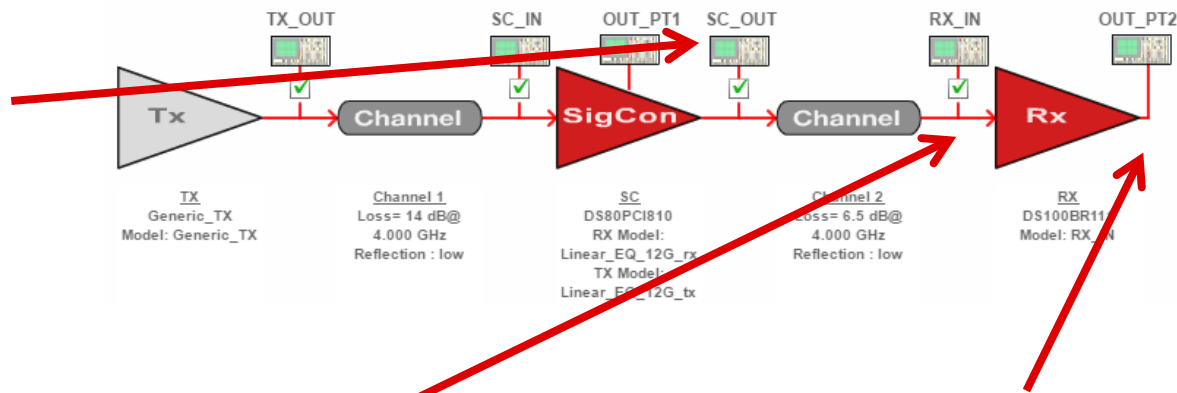 TX_OUT
SC_IN
OUT_PT1
SC_OUT
RX_IN
OUT_PT2
Tx
Channel
SigCon
Channel
Rx
TX
Generic_TX
Model: Generic_TX
Channel 1
Loss= 14 dB@
4.000 GHz
Reflection : low
SC
DS80PCI810
RX Model:
Linear_EQ_12G_rx
TX Model:
Linear_EQ_12G_tx
Channel 2
Loss= 6.5 dB@
4.000 GHz
Reflection : low
RX
Model: